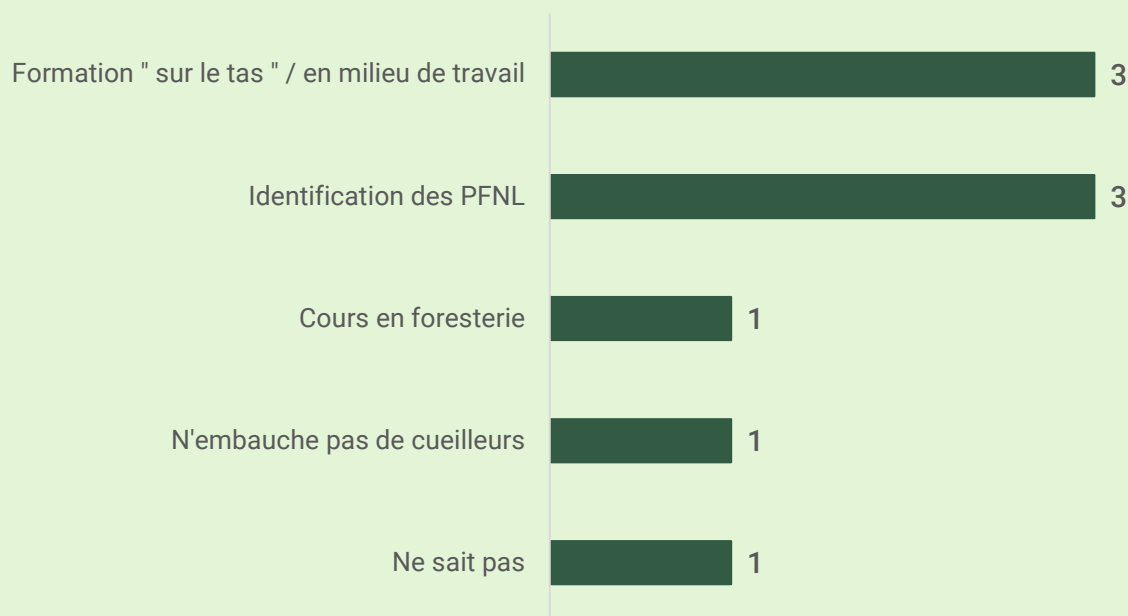 Formation " sur le tas " / en milieu de travail 3
Identification des PFNL 3
Cours en foresterie 1
N'embauche pas de cueilleurs 1
Ne sait pas 1